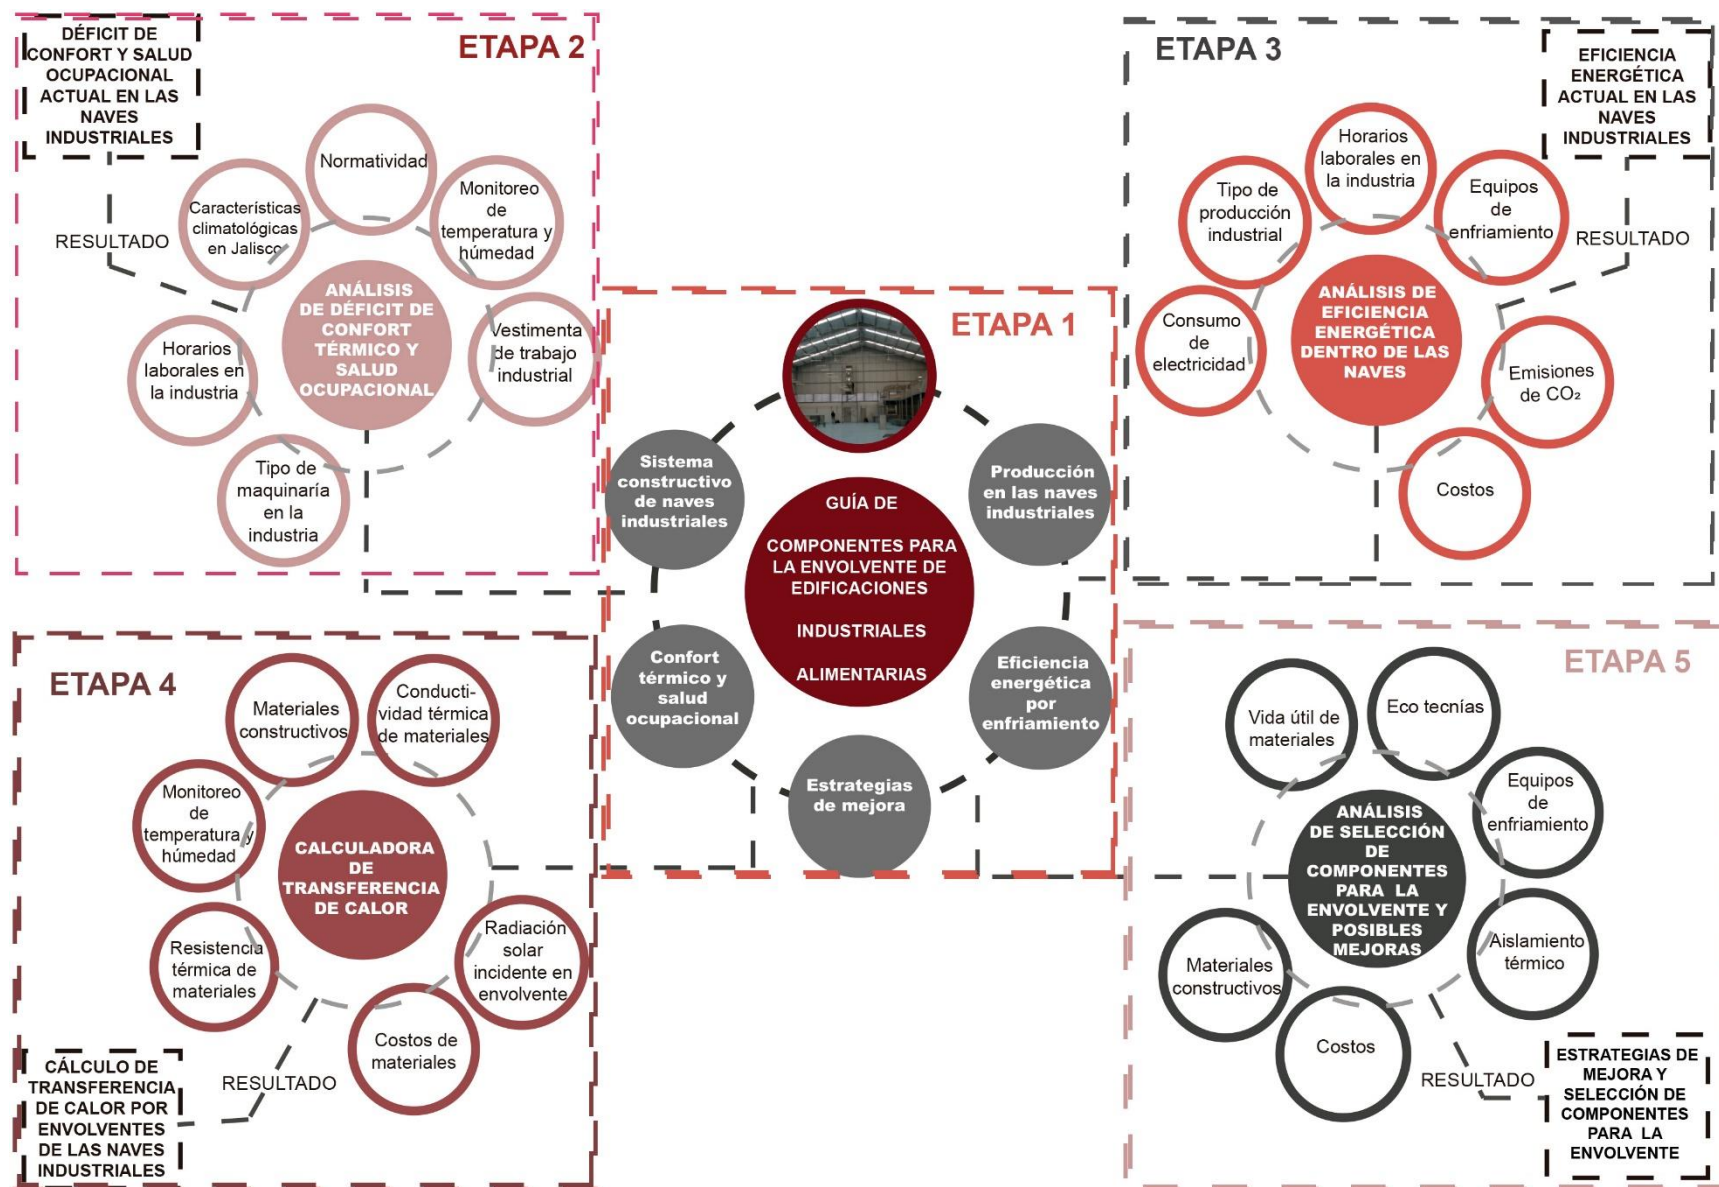 DÉFICIT DE
CONFORT Y SALUD
OCUPACIONAL
ACTUAL EN LAS
NAVES
INDUSTRIALES
ETAPA 2
RESULTADO
Normatividad
Monitoreo
de
temperatura y
húmedad
Vestimenta
de trabajo
industrial
Características
climatológicas
en Jalisco
Horarios
laborales en
la industria
Tipo de
maquinaría
en la
industria
ANÁLISIS
DE DÉFICIT DE
CONFORT
TÉRMICO Y
SALUD
OCUPACIONAL
ETAPA 1
Sistema
constructivo
de naves
industriales
Producción
en las naves
industriales
GUÍA DE
COMPONENTES PARA
LA ENVOLVENTE DE
EDIFICACIONES
INDUSTRIALES
ALIMENTARIAS
Confort
térmico y
salud
ocupacional
Eficiencia
energética
por
enfriamiento
Estrategias
de mejora
ETAPA 3
EFICIENCIA
ENERGÉTICA
ACTUAL EN LAS
NAVES
INDUSTRIALES
RESULTADO
Horarios
laborales en
la industria
Tipo de
producción
industrial
Equipos
de
enfriamiento
Consumo
de
electricidad
ANÁLISIS DE
EFICIENCIA
ENERGÉTICA
DENTRO DE LAS
NAVES
Emisiones
de CO₂
Costos
ETAPA 4
Materiales
constructivos
Conducti-
vidad térmica
de materiales
Monitoreo
de
temperatura y
húmedad
CALCULADORA
DE
TRANSFERENCIA
DE CALOR
Resistencia
térmica de
materiales
Radiación
solar
incidente en
envolvente
Costos de
materiales
RESULTADO
CÁLCULO DE
TRANSFERENCIA
DE CALOR POR
ENVOLVENTES
DE LAS NAVES
INDUSTRIALES
ETAPA 5
Vida útil de
materiales
Eco tecnías
Equipos
de
enfriamiento
ANÁLISIS
DE SELECCIÓN
DE
COMPONENTES
PARA LA
ENVOLVENTE Y
POSIBLES
MEJORAS
Aislamiento
térmico
Materiales
constructivos
Costos
RESULTADO
ESTRATEGIAS DE
MEJORA Y
SELECCIÓN DE
COMPONENTES
PARA LA
ENVOLVENTE